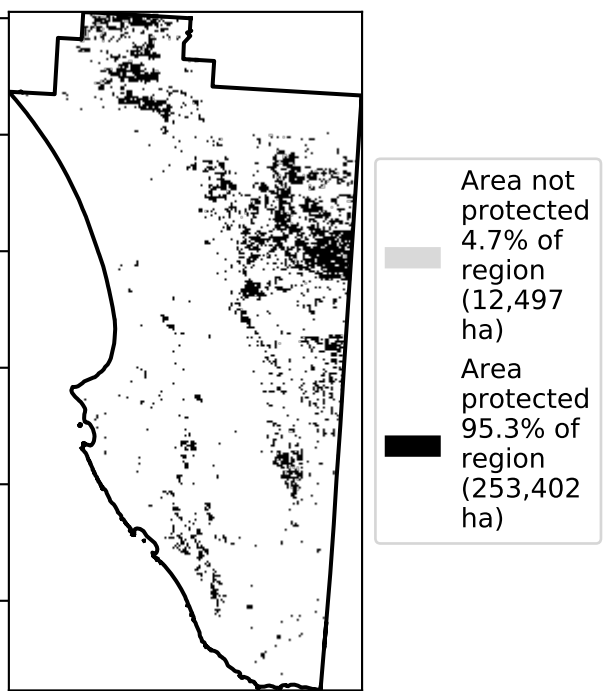 Area not
protected
4.7% of
region
(12,497
ha)
Area
protected
95.3% of
region
(253,402
ha)